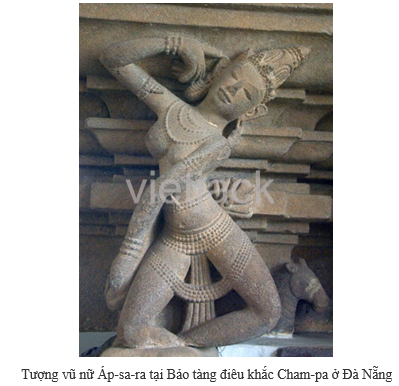 Tượng vũ nữ Áp-sa-ra tại Bảo tàng điêu khắc Cham-pa ở Đà Nẵng